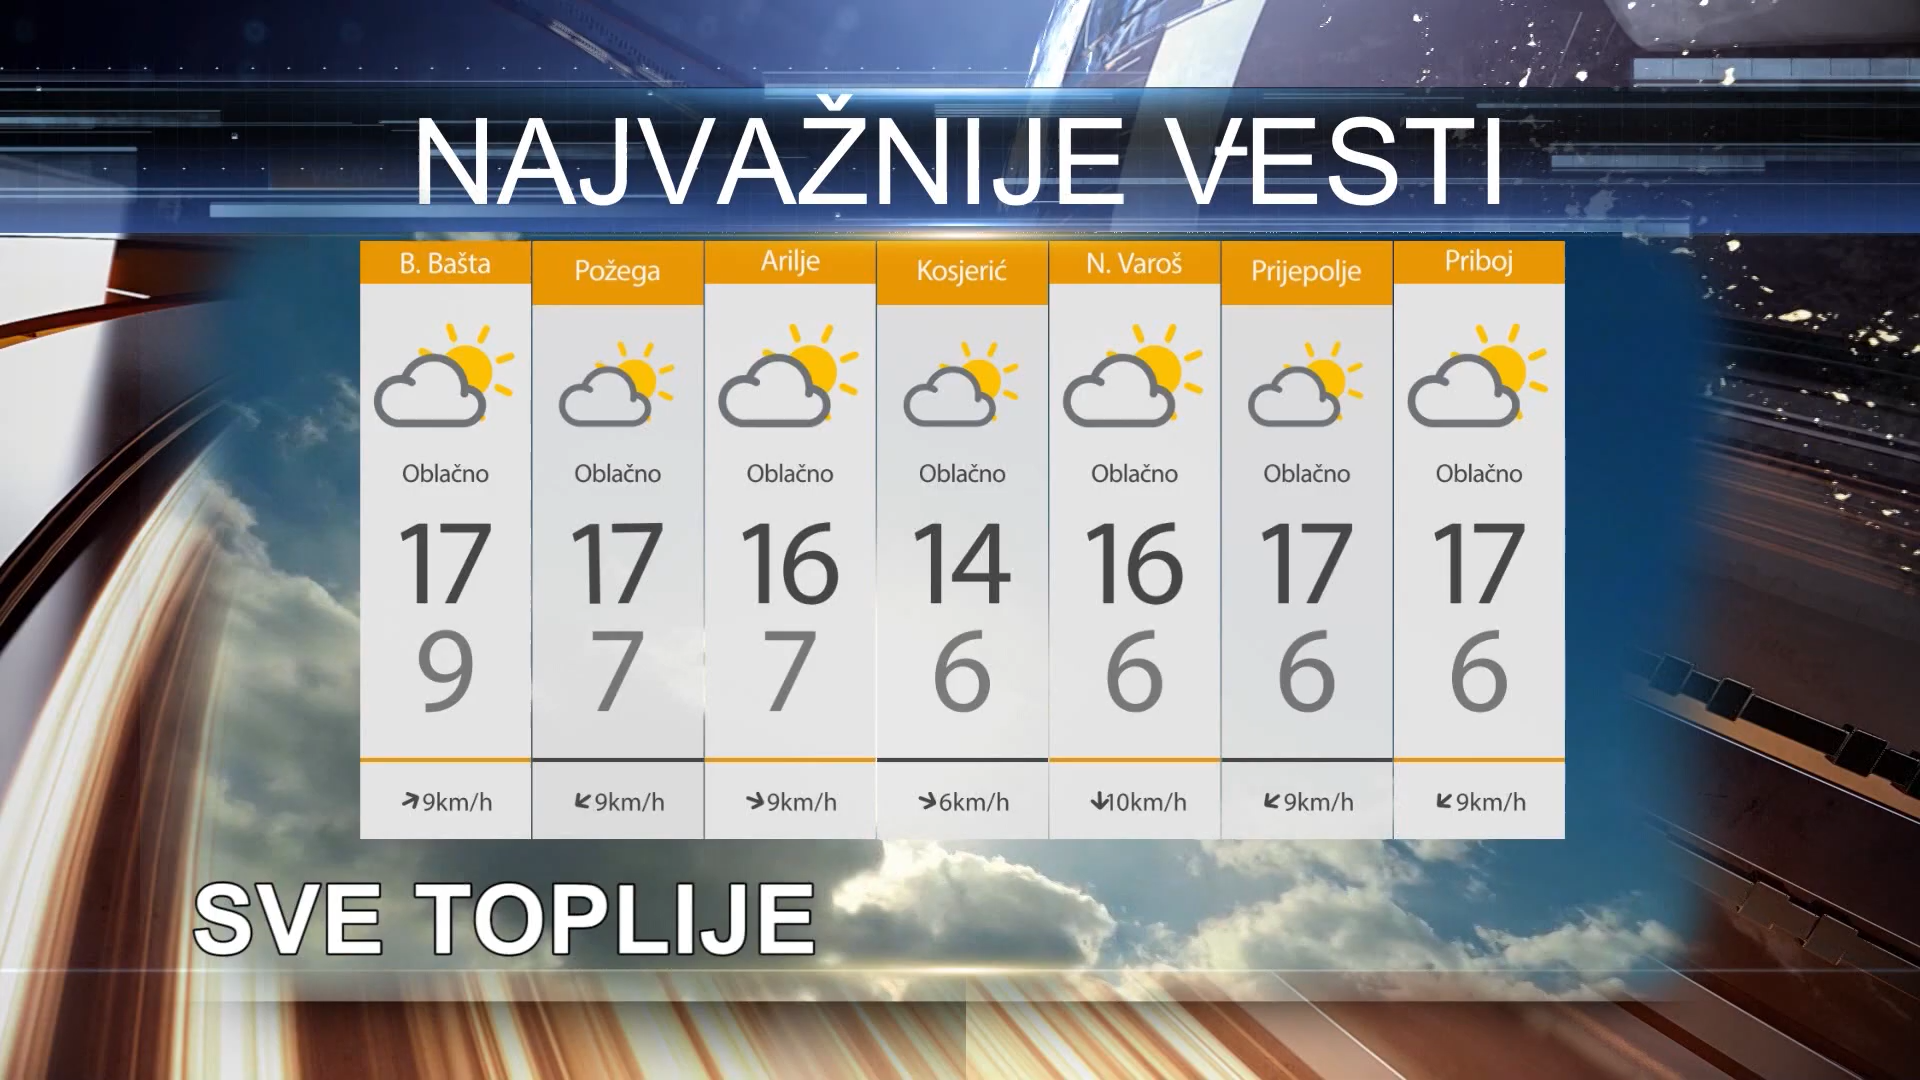 NAJVAŽNIJE VESTI
B. Bašta Požega Arilje Kosjerić N. Varoš Prijepolje Priboj
Oblačno Oblačno Oblačno Oblačno Oblačno Oblačno Oblačno
17 17 16 14 16 17 17
9 7 7 6 6 6 6
9km/h 9km/h 9km/h 6km/h 10km/h 9km/h 9km/h
SVE TOPLIJE